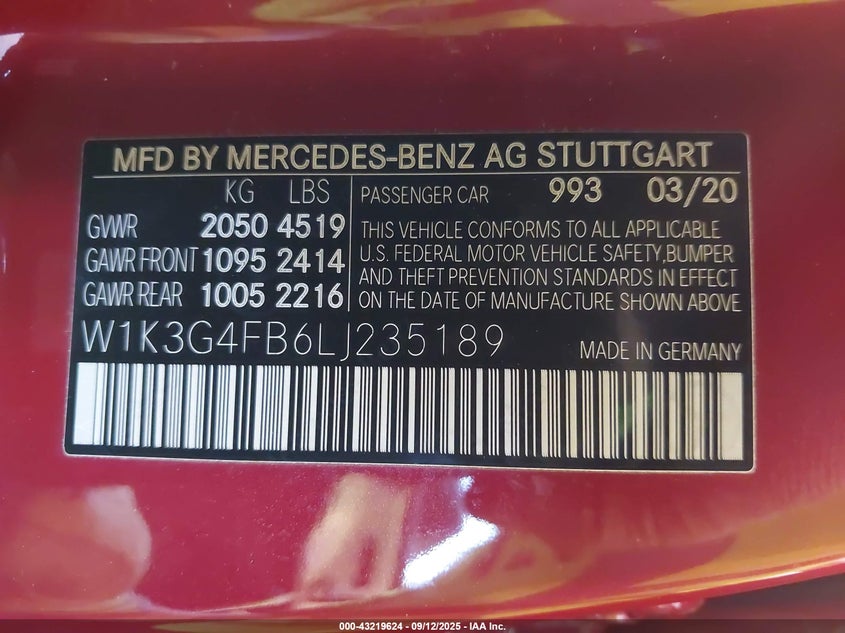 MFD BY MERCEDES-BENZ AG STUTTGART
KG LBS
GVWR 2050 4519
GAWR FRONT 1095 2414
GAWR REAR 1005 2216
PASSENGER CAR 993 03/20
THIS VEHICLE CONFORMS TO ALL APPLICABLE
U.S. FEDERAL MOTOR VEHICLE SAFETY,BUMPER
AND THEFT PREVENTION STANDARDS IN EFFECT
ON THE DATE OF MANUFACTURE SHOWN ABOVE
W1K3G4FB6LJ235189
MADE IN GERMANY
000-43219624 - 09/12/2025 - IAA Inc.